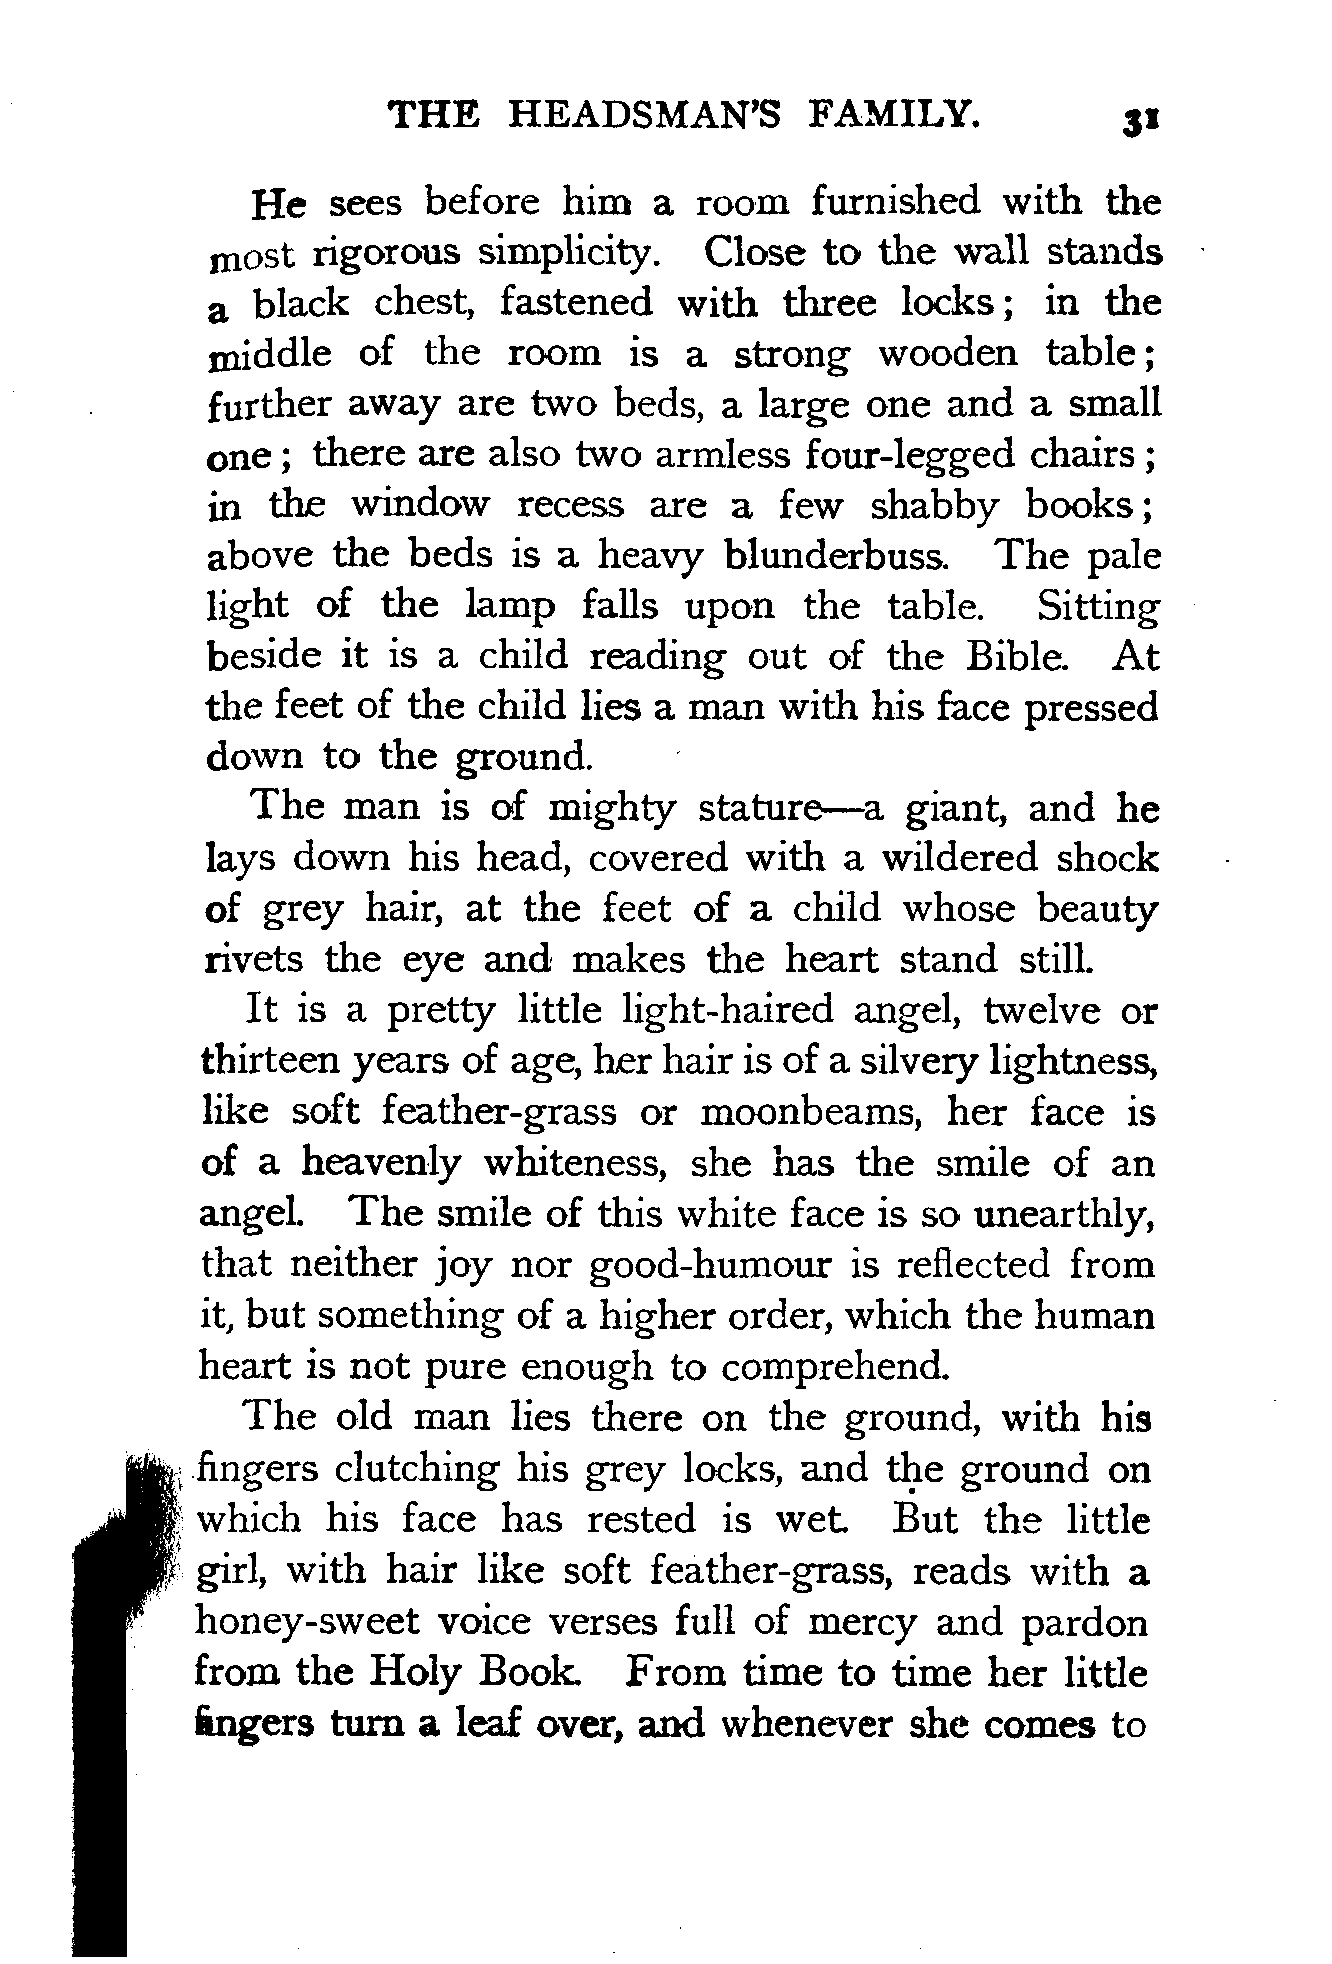 THE HEADSMAN'S FAMILY. 31
He sees before him a room furnished with the
most rigorous simplicity. Close to the wall stands
a black chest, fastened with three locks; in the
middle of the room is a strong wooden table;
further away are two beds, a large one and a small
one; there are also two armless four-legged chairs;
in the window recess are a few shabby books;
above the beds is a heavy blunderbuss. The pale
light of the lamp falls upon the table. Sitting
beside it is a child reading out of the Bible. At
the feet of the child lies a man with his face pressed
down to the ground.
The man is of mighty stature—a giant, and he
lays down his head, covered with a wildered shock
of grey hair, at the feet of a child whose beauty
rivets the eye and makes the heart stand still.
It is a pretty little light-haired angel, twelve or
thirteen years of age, her hair is of a silvery lightness,
like soft feather-grass or moonbeams, her face is
of a heavenly whiteness, she has the smile of an
angel. The smile of this white face is so unearthly,
that neither joy nor good-humour is reflected from
it, but something of a higher order, which the human
heart is not pure enough to comprehend.
The old man lies there on the ground, with his
fingers clutching his grey locks, and the ground on
which his face has rested is wet. But the little
girl, with hair like soft feather-grass, reads with a
honey-sweet voice verses full of mercy and pardon
from the Holy Book. From time to time her little
fingers turn a leaf over, and whenever she comes to